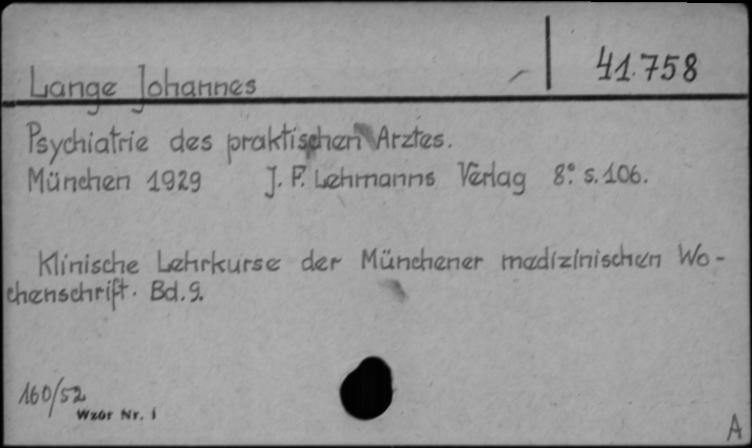 Lange Johannes
41.758
Psychiatrie des praktischen Arztes.
München 1929 J. F. Lehmanns Verlag 8° s. 106.
Klinische Lehrkurse der Münchener medizinischen Wo-
chenschrift. Bd. 9.
160/52
Wzór Nr. 1
A